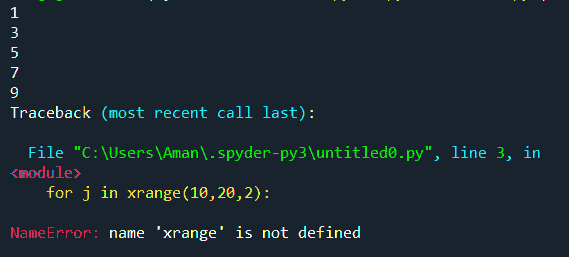 1
3
5
7
9
Traceback (most recent call last):
File "C:\Users\Aman\.spyder-py3\untitled0.py", line 3, in
<module>
for j in xrange(10,20,2):
NameError: name 'xrange' is not defined